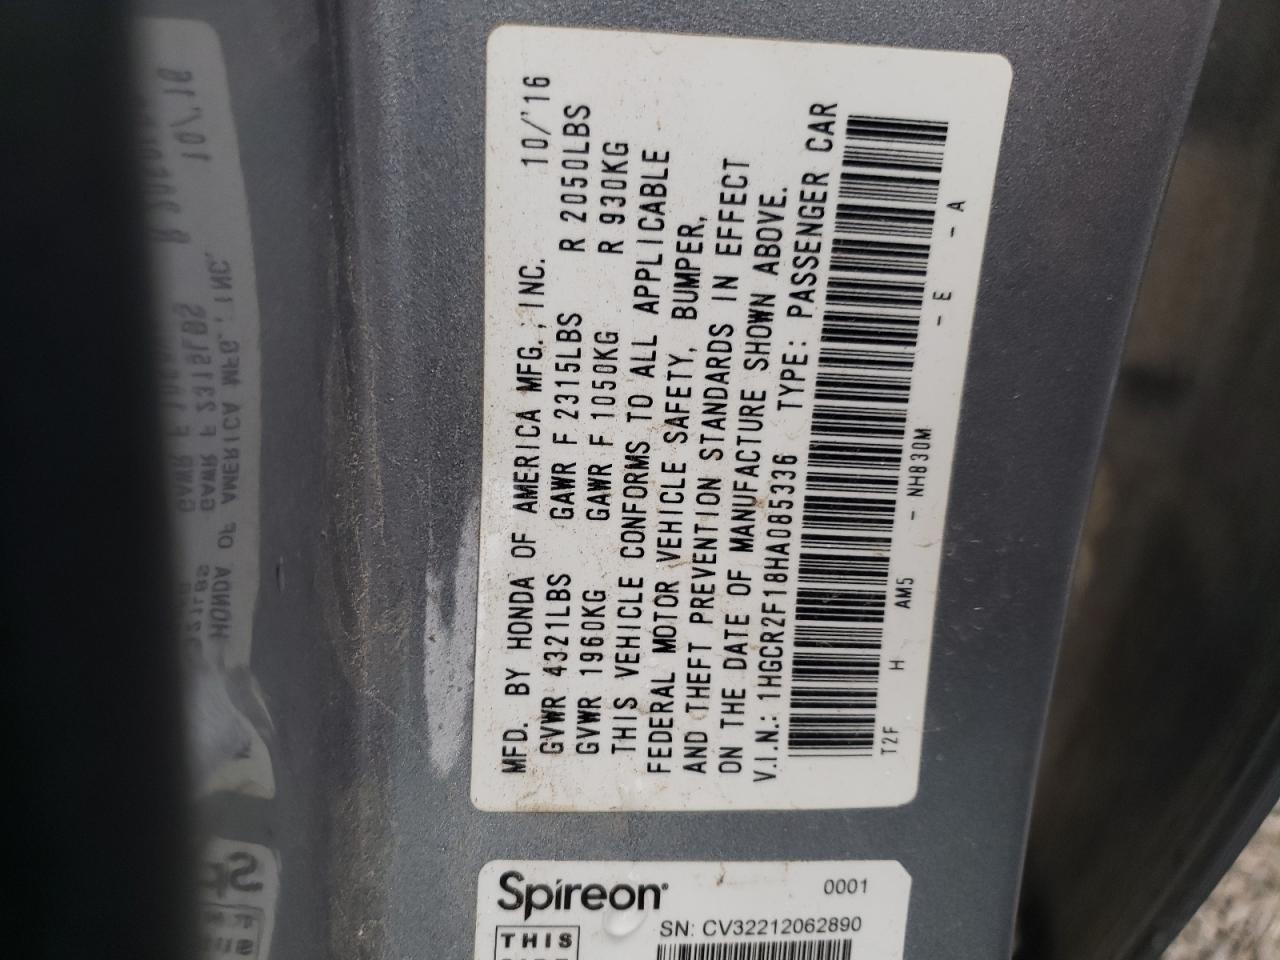 MFD. BY HONDA OF AMERICA MFG., INC. 10/'16
GVWR 4321LBS GAWR F 2315LBS R 2050LBS
GVWR 1960KG GAWR F 1050KG R 930KG
THIS VEHICLE CONFORMS TO ALL APPLICABLE
FEDERAL MOTOR VEHICLE SAFETY, BUMPER,
AND THEFT PREVENTION STANDARDS IN EFFECT
ON THE DATE OF MANUFACTURE SHOWN ABOVE.
V.I.N.: 1HGCR2F18HA085336 TYPE: PASSENGER CAR
T2F H AM5 - NH830M - E - A
Spireon 0001
SN: CV32212062890
THIS